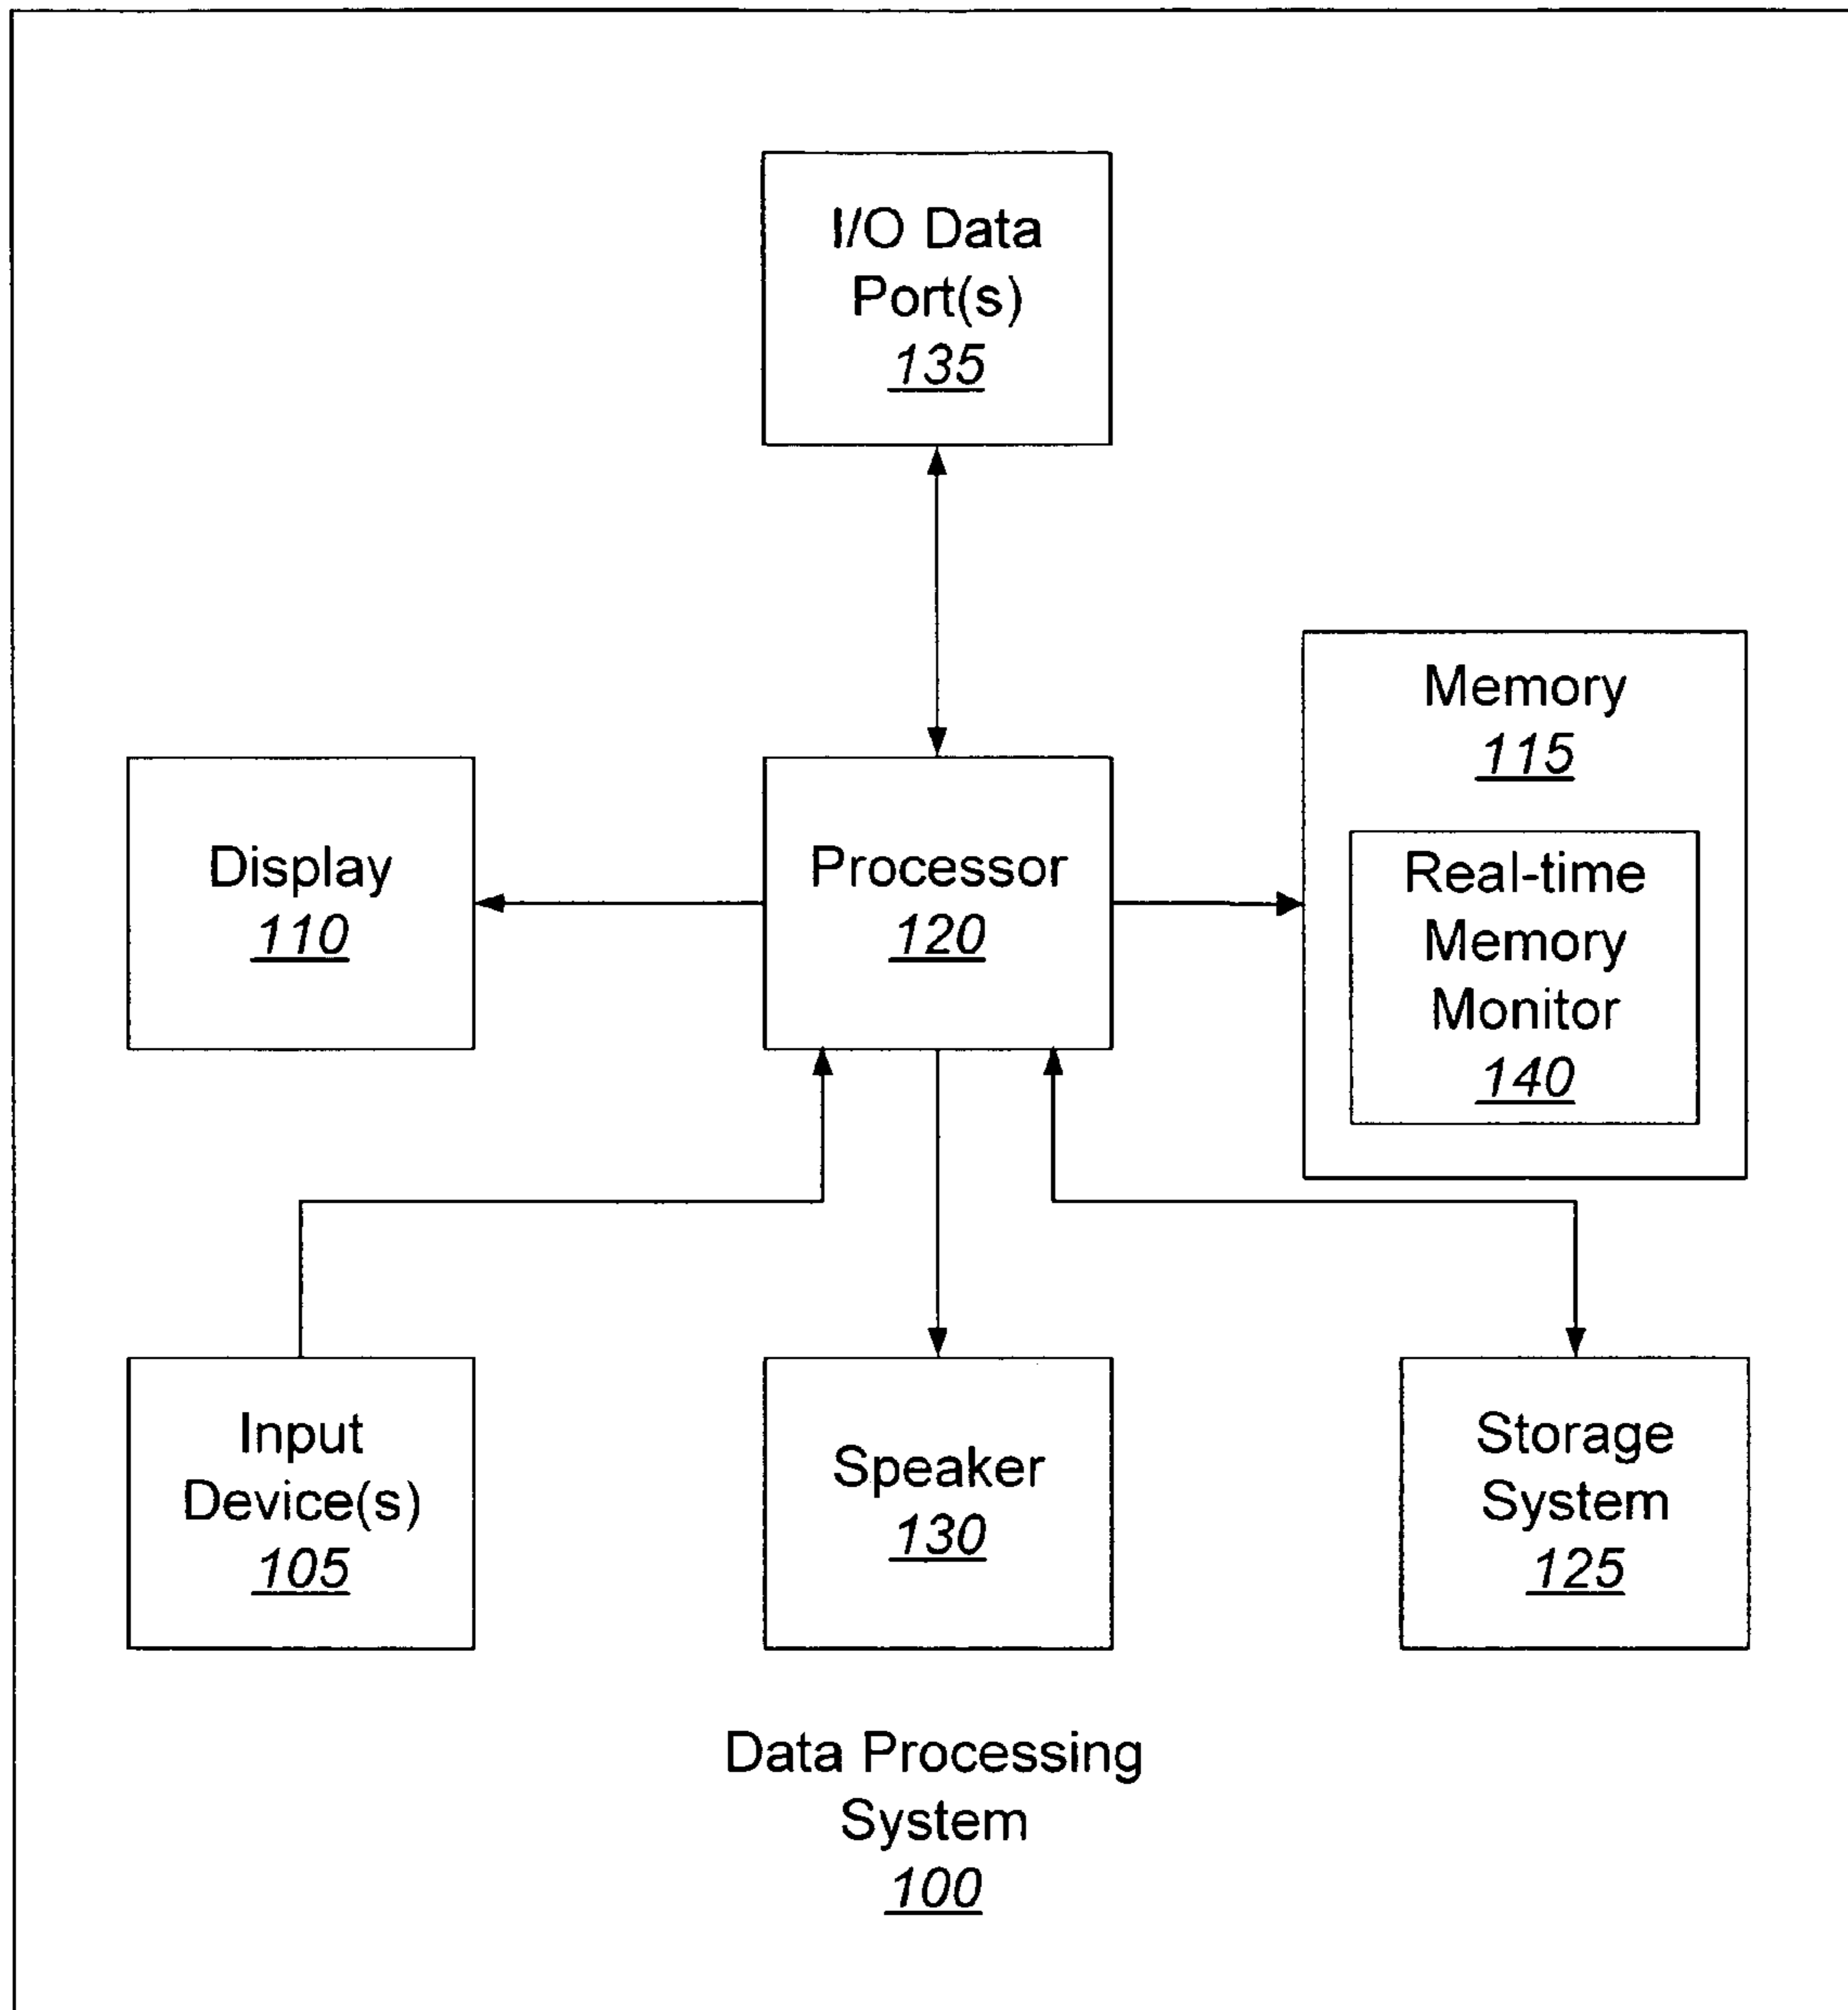 I/O Data
Port(s)
135
Memory
115
Real-time
Memory
Monitor
140
Display
110
Processor
120
Input
Device(s)
105
Speaker
130
Storage
System
125
Data Processing
System
100